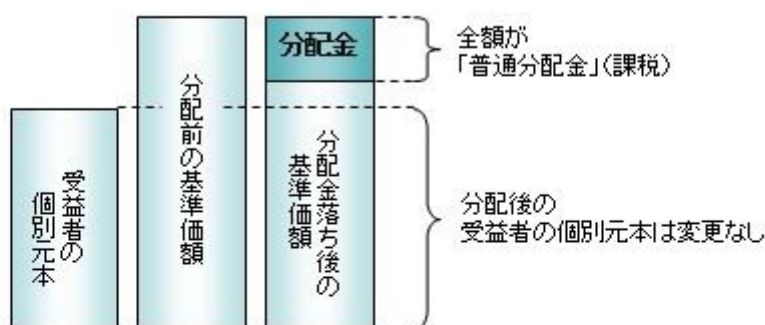 受益者の
個別元本
分配前の基準価額
分配金
分配金落ち後の
基準価額
全額が
「普通分配金」(課税)
分配後の
受益者の個別元本は変更なし